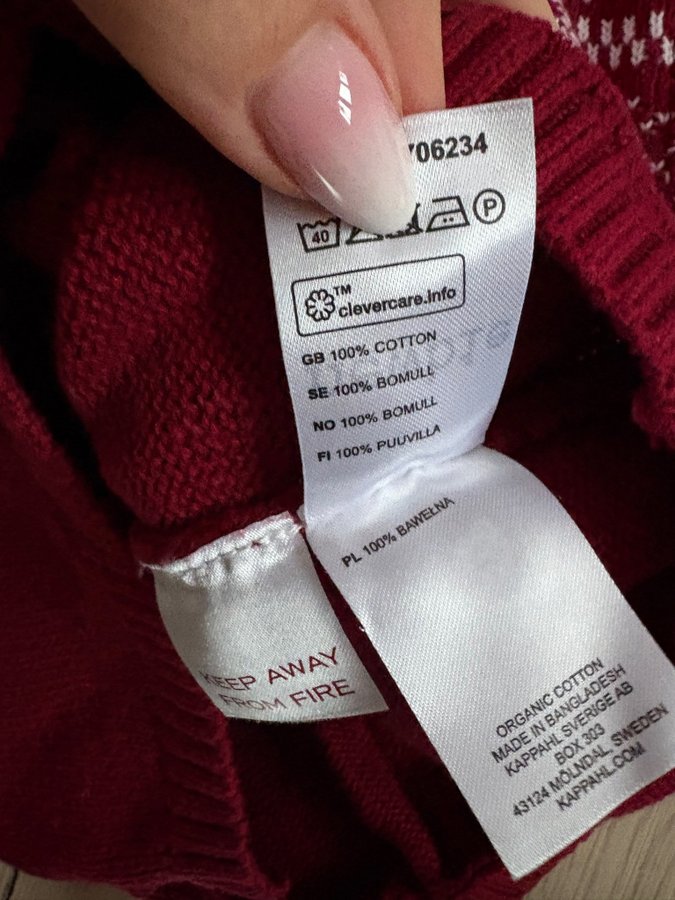 706234
40
P
TM
clevercare.info
GB 100% COTTON
SE 100% BOMULL
NO 100% BOMULL
FI 100% PUUVILLA
PL 100% BAWEŁNA
KEEP AWAY
FROM FIRE
ORGANIC COTTON
MADE IN BANGLADESH
KAPPAHL SVERIGE AB
BOX 303
43124 MÖLNDAL SWEDEN
KAPPAHL.COM